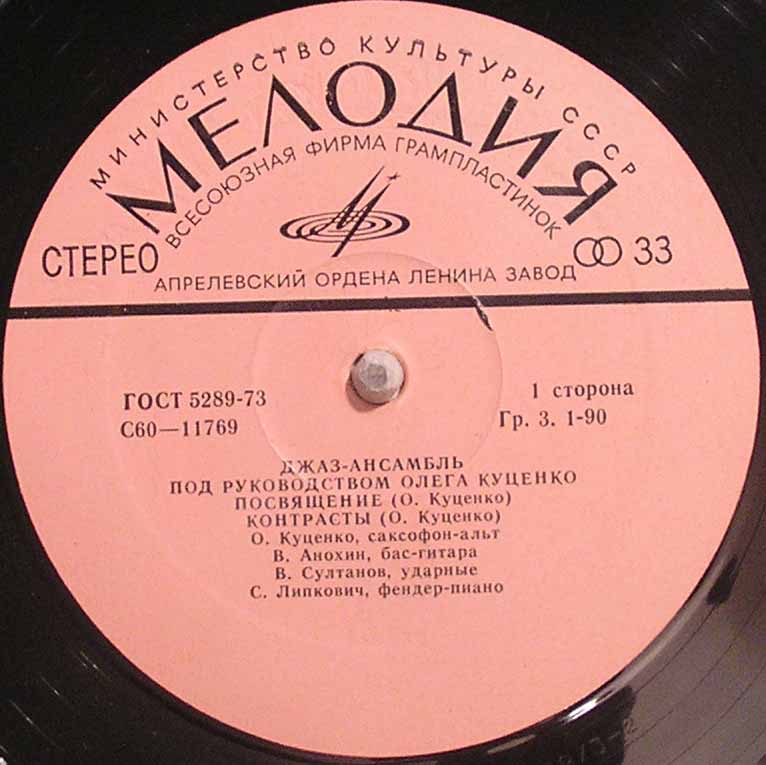 МИНИСТЕРСТВО КУЛЬТУРЫ СССР
МЕЛОДИЯ
ВСЕСОЮЗНАЯ ФИРМА ГРАМПЛАСТИНОК
СТЕРЕО
33
АПРЕЛЕВСКИЙ ОРДЕНА ЛЕНИНА ЗАВОД
ГОСТ 5289-73
С60—11769
1 сторона
Гр. 3. 1-90
ДЖАЗ-АНСАМБЛЬ
ПОД РУКОВОДСТВОМ ОЛЕГА КУЦЕНКО
ПОСВЯЩЕНИЕ (О. Куценко)
КОНТРАСТЫ (О. Куценко)
О. Куценко, саксофон-альт
В. Анохин, бас-гитара
В. Султанов, ударные
С. Липкович, фендер-пиано